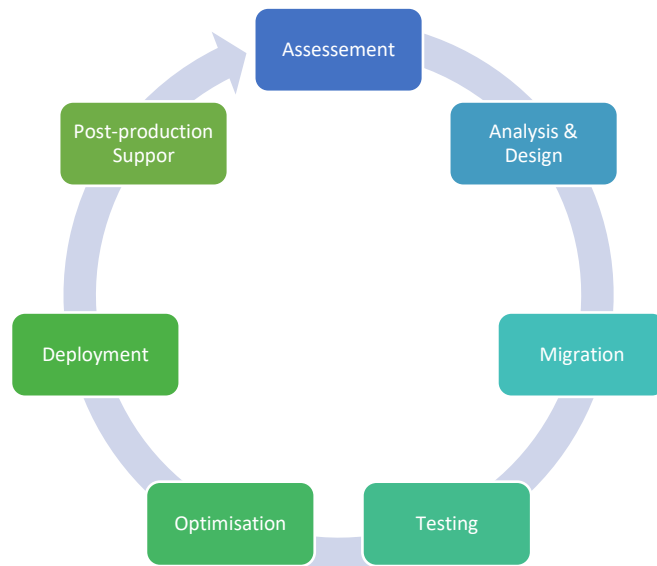 Assessement
Analysis &
Design
Migration
Testing
Optimisation
Deployment
Post-production
Suppor